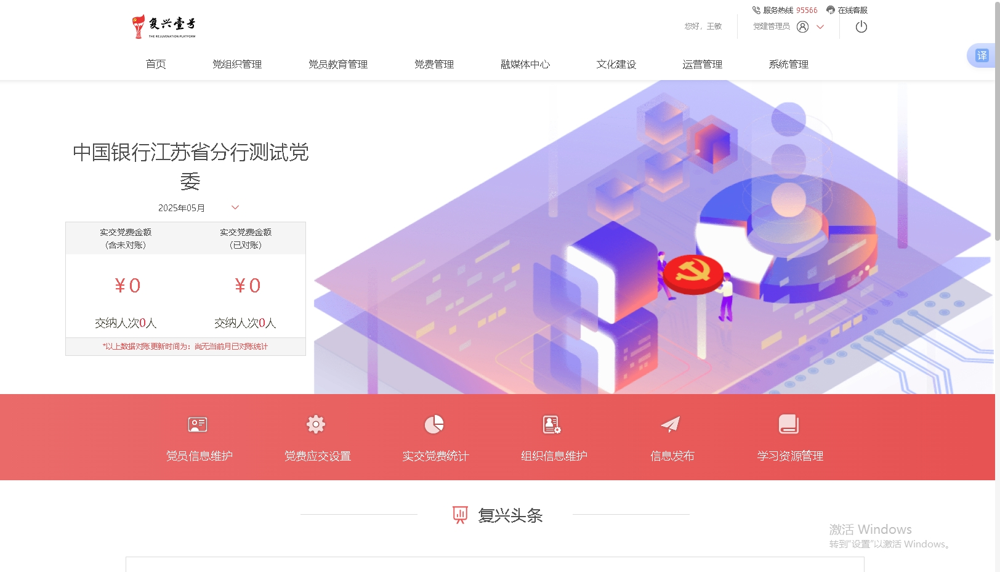 服务热线 95566 在线客服
复兴壹号
THE REJUVENATION PLATFORM
您好，王敏 党建管理员
译
首页 党组织管理 党员教育管理 党费管理 融媒体中心 文化建设 运营管理 系统管理
中国银行江苏省分行测试党
委
2025年05月
实交党费金额 实交党费金额
(含未对账) (已对账)
¥0 ¥0
交纳人次0人 交纳人次0人
*以上数据对账更新时间为：尚无当前月已对账统计
党员信息维护 党费应交设置 实交党费统计 组织信息维护 信息发布 学习资源管理
复兴头条
激活 Windows
转到“设置”以激活 Windows。